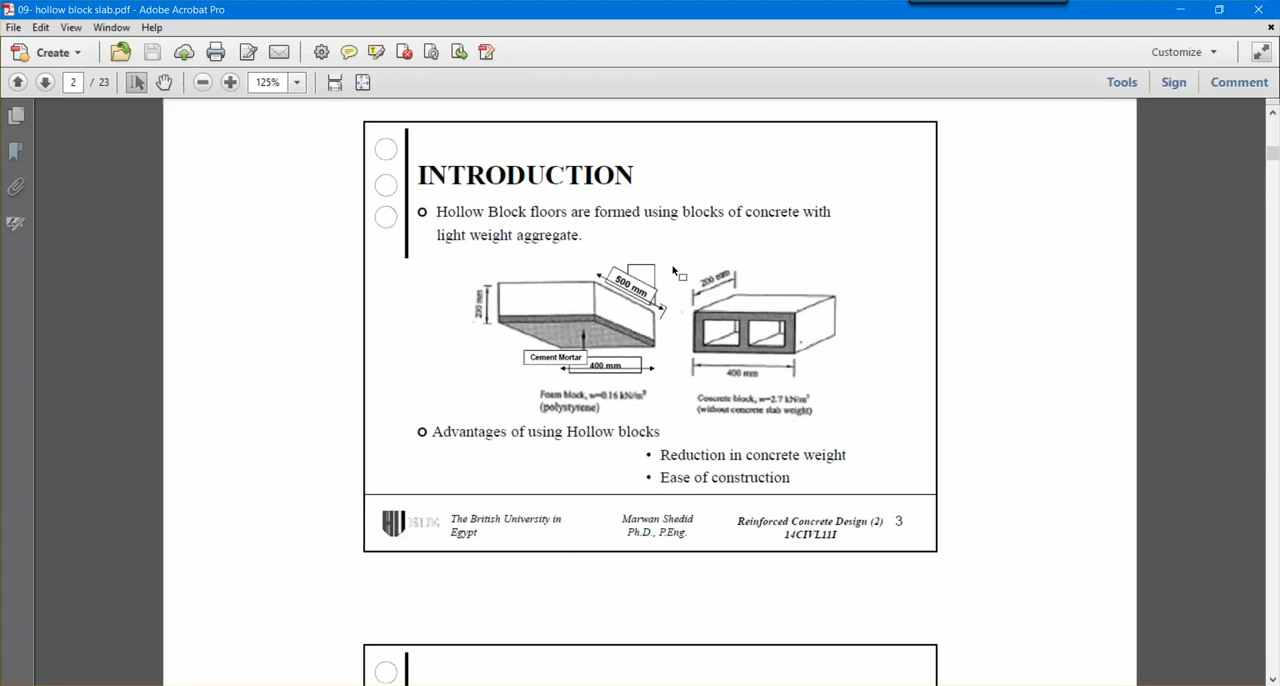 09- hollow block slab.pdf - Adobe Acrobat Pro
File Edit View Window Help
Create
Customize
2 / 23
125%
Tools Sign Comment
INTRODUCTION
Hollow Block floors are formed using blocks of concrete with
light weight aggregate.
500 mm
200 mm
200 mm
Cement Mortar
400 mm
400 mm
Foam block, w=0.16 kN/m³
(polystyrene)
Concrete block, w=2.7 kN/m³
(without concrete slab weight)
Advantages of using Hollow blocks
• Reduction in concrete weight
• Ease of construction
The British University in
Egypt
Marwan Shedid
Ph.D., P.Eng.
Reinforced Concrete Design (2)
14CIVL11I
3